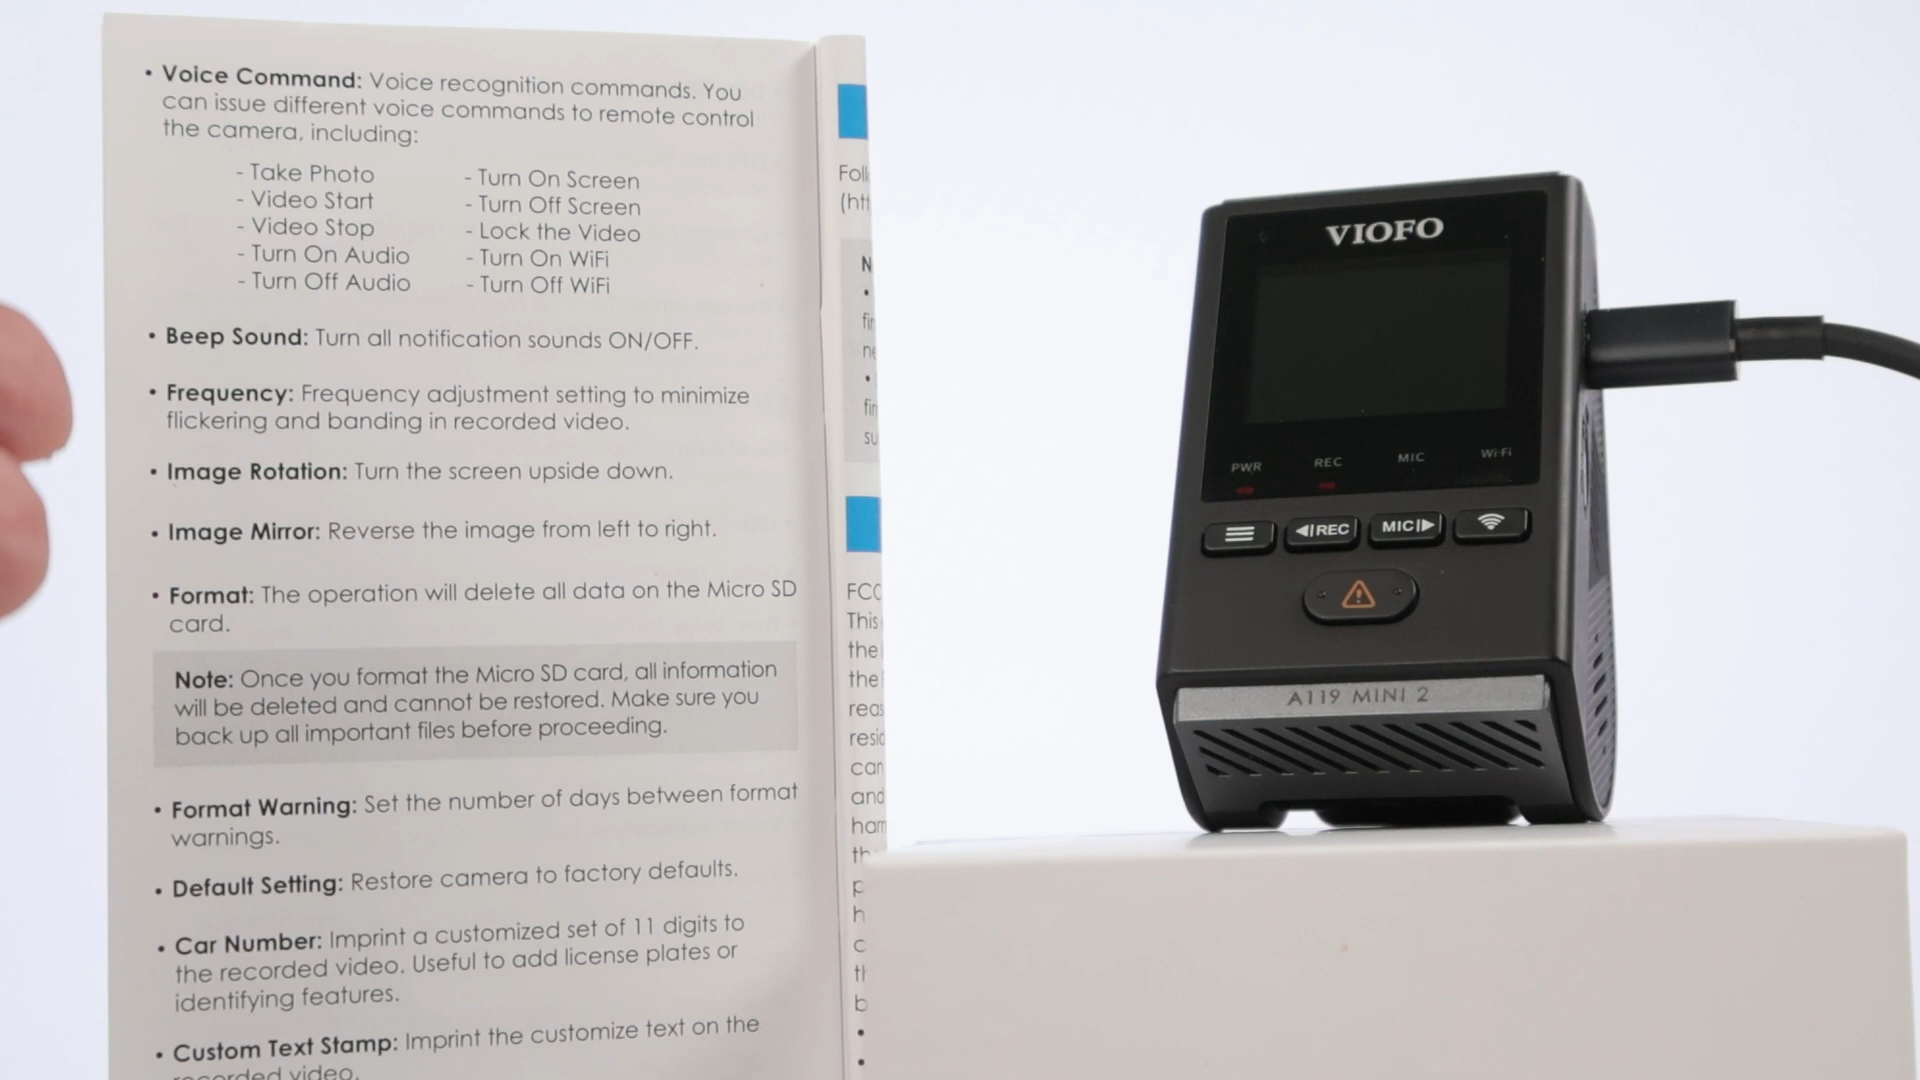 • Voice Command: Voice recognition commands. You
can issue different voice commands to remote control
the camera, including:
- Take Photo
- Video Start
- Video Stop
- Turn On Audio
- Turn Off Audio
- Turn On Screen
- Turn Off Screen
- Lock the Video
- Turn On WiFi
- Turn Off WiFi
• Beep Sound: Turn all notification sounds ON/OFF.
• Frequency: Frequency adjustment setting to minimize
flickering and banding in recorded video.
• Image Rotation: Turn the screen upside down.
• Image Mirror: Reverse the image from left to right.
• Format: The operation will delete all data on the Micro SD
card.
Note: Once you format the Micro SD card, all information
will be deleted and cannot be restored. Make sure you
back up all important files before proceeding.
• Format Warning: Set the number of days between format
warnings.
• Default Setting: Restore camera to factory defaults.
• Car Number: Imprint a customized set of 11 digits to
the recorded video. Useful to add license plates or
identifying features.
• Custom Text Stamp: Imprint the customize text on the
recorded video.
FCC
This
the
the
and
VIOFO
PWR REC MIC Wi-Fi
REC MIC
A119 MINI 2